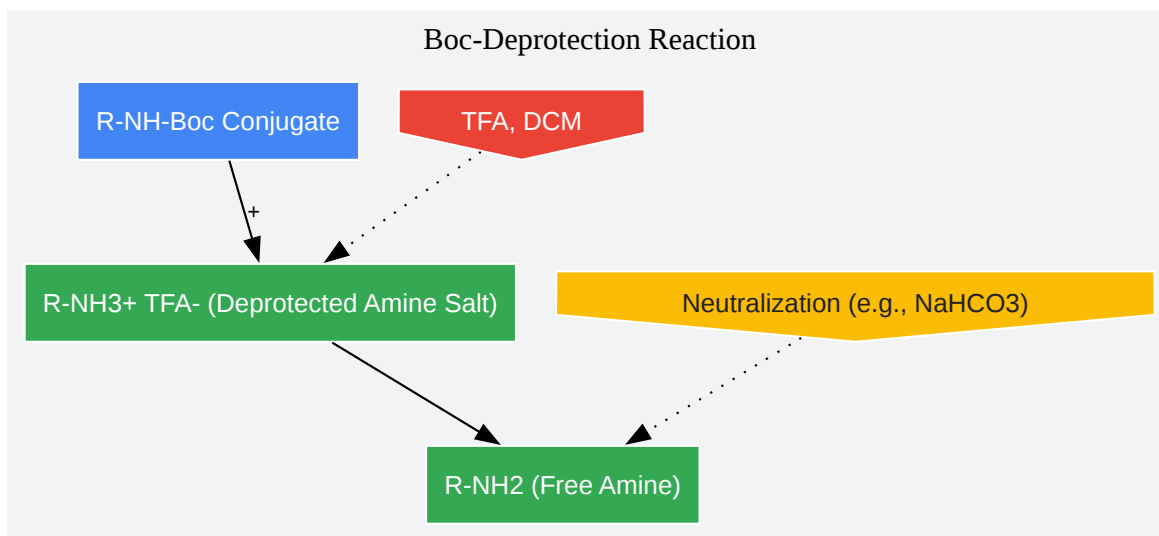 Boc-Deprotection Reaction
R-NH-Boc Conjugate
TFA, DCM
+
R-NH3+ TFA- (Deprotected Amine Salt)
Neutralization (e.g., NaHCO3)
R-NH2 (Free Amine)